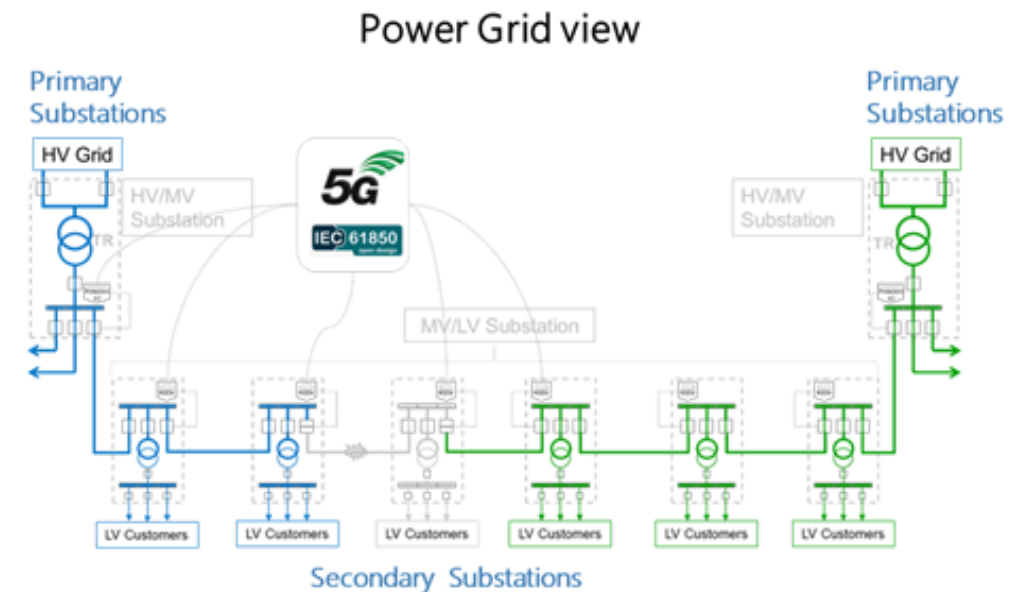 Power Grid view
Primary
Substations
Primary
Substations
HV Grid
HV Grid
HV/MV
Substation
5G
IEC 61850
HV/MV
Substation
TR
TR
MV/LV Substation
LV Customers
LV Customers
LV Customers
LV Customers
LV Customers
LV Customers
Secondary Substations